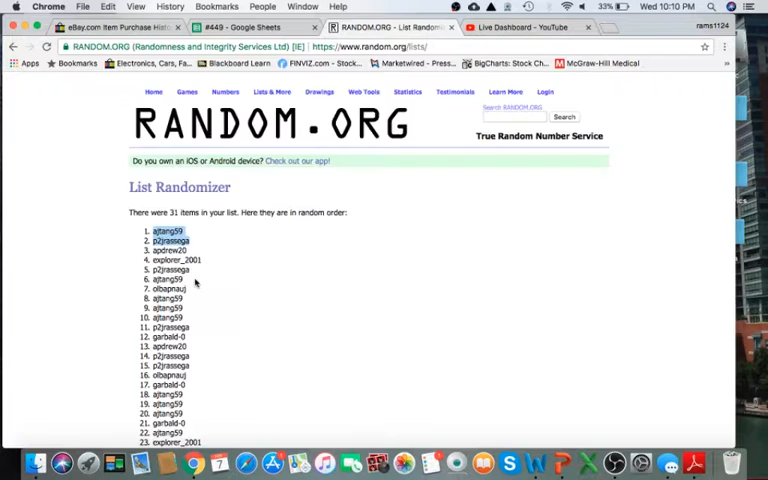 Chrome File Edit View History Bookmarks People Window Help Wed 10:10 PM
eBay.com Item Purchase Hist #449 - Google Sheets RANDOM.ORG - List Randomiz Live Dashboard - YouTube rams1124
RANDOM.ORG (Randomness and Integrity Services Ltd) [IE] https://www.random.org/lists/
Apps Bookmarks Electronics, Cars, Fa... Blackboard Learn FINVIZ.com - Stock... Marketwired - Press... BigCharts: Stock Ch... McGraw-Hill Medical »
Home Games Numbers Lists & More Drawings Web Tools Statistics Testimonials Learn More Login
Search RANDOM.ORG
Search
RANDOM.ORG
True Random Number Service
Do you own an iOS or Android device? Check out our app!
List Randomizer
There were 31 items in your list. Here they are in random order:
1. ajtang59
2. p2jrassega
3. apdrew20
4. explorer_2001
5. p2jrassega
6. ajtang59
7. olbapnauj
8. ajtang59
9. ajtang59
10. ajtang59
11. p2jrassega
12. garbald-0
13. apdrew20
14. p2jrassega
15. p2jrassega
16. olbapnauj
17. garbald-0
18. ajtang59
19. ajtang59
20. ajtang59
21. garbald-0
22. ajtang59
23. explorer_2001